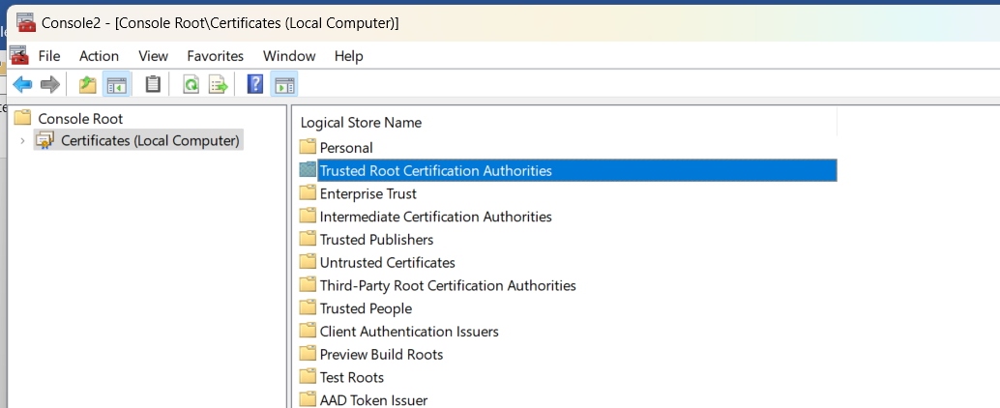 Console2 - [Console Root\Certificates (Local Computer)]
File Action View Favorites Window Help
Console Root
Certificates (Local Computer)
Logical Store Name
Personal
Trusted Root Certification Authorities
Enterprise Trust
Intermediate Certification Authorities
Trusted Publishers
Untrusted Certificates
Third-Party Root Certification Authorities
Trusted People
Client Authentication Issuers
Preview Build Roots
Test Roots
AAD Token Issuer